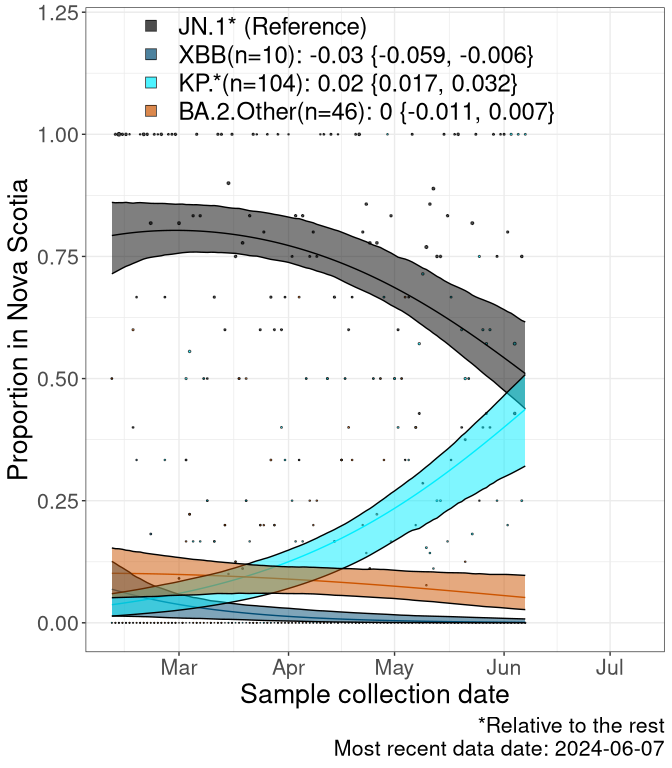 JN.1* (Reference)
XBB(n=10): -0.03 {-0.059, -0.006}
KP.*(n=104): 0.02 {0.017, 0.032}
BA.2.Other(n=46): 0 {-0.011, 0.007}
1.25
1.00
0.75
0.50
0.25
0.00
Proportion in Nova Scotia
Mar Apr May Jun Jul
Sample collection date
*Relative to the rest
Most recent data date: 2024-06-07